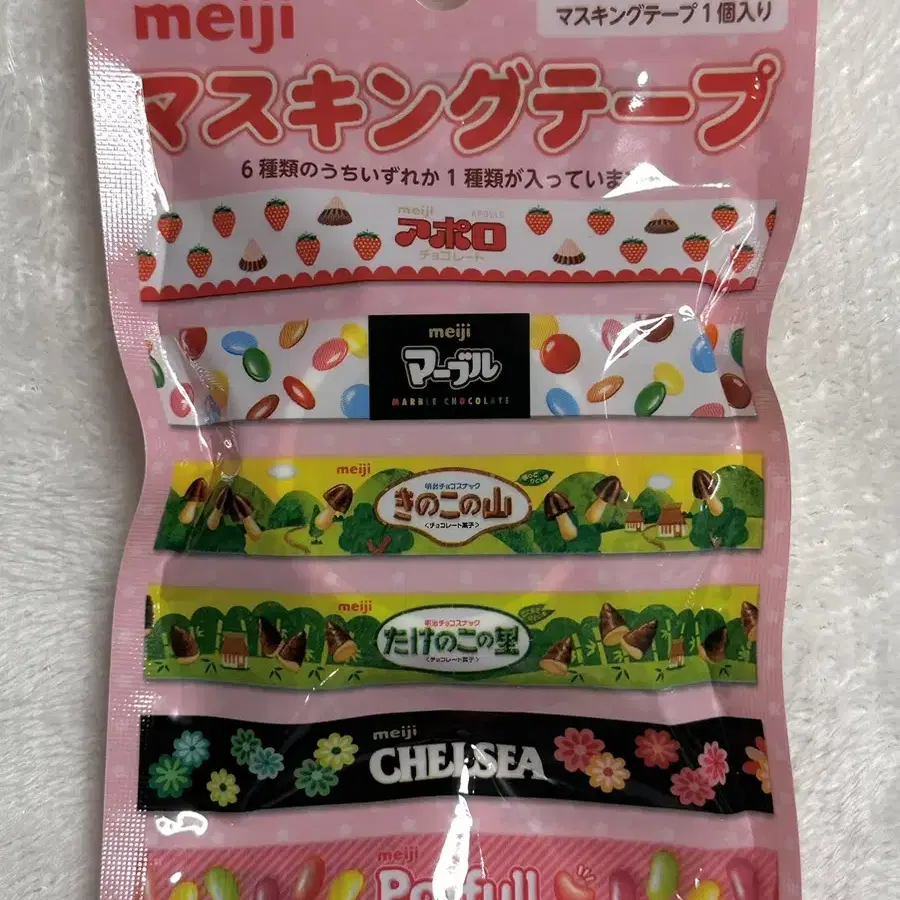 meiji
マスキングテープ1個入り
マスキングテープ
6種類のうちいずれか1種類が入っていま
meiji
APOLLO
アポロ
チョコレート
meiji
マーブル
MARBLE CHOCOLATE
meiji
明治チョコスナック
きのこの山
<チョコレート菓子>
meiji
明治チョコスナック
たけのこの里
<チョコレート菓子>
meiji
CHELSEA
meiji
Potfull